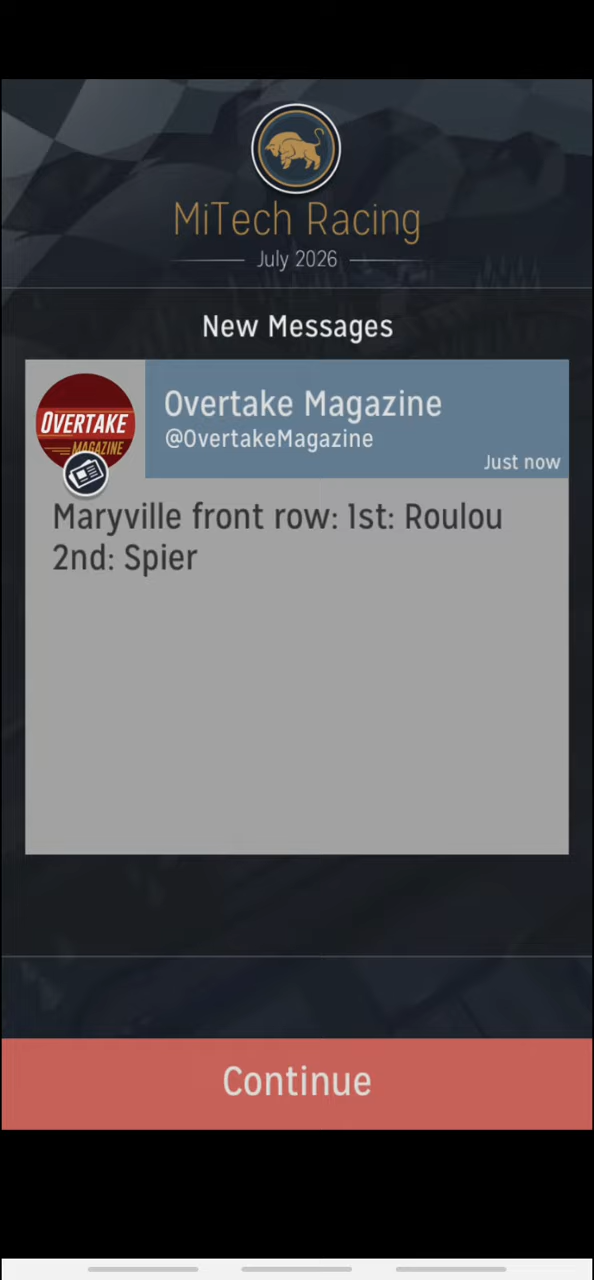 MiTech Racing
July 2026
New Messages
OVERTAKE
MAGAZINE
Overtake Magazine
@OvertakeMagazine
Just now
Maryville front row: 1st: Roulou
2nd: Spier
Continue